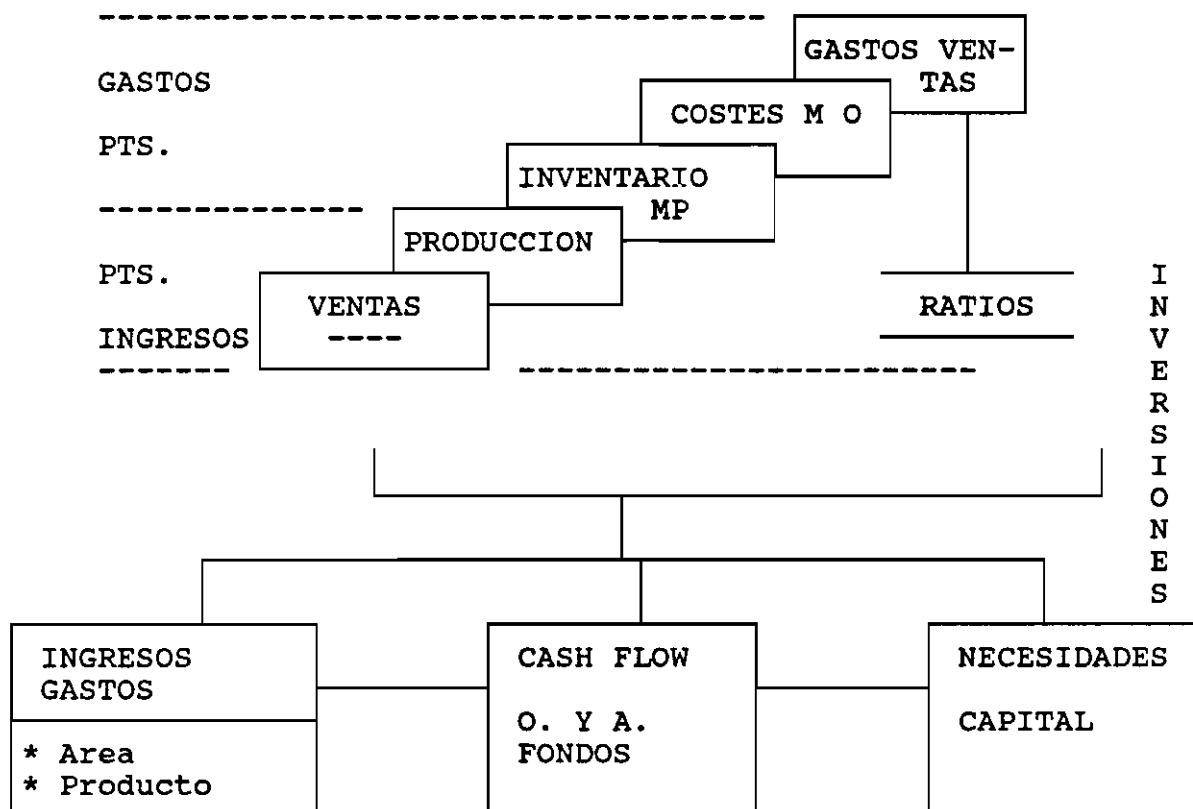 GASTOS VEN-
TAS
GASTOS
COSTES M O
PTS.
INVENTARIO
MP
PRODUCCION
PTS.
VENTAS
RATIOS
INGRESOS
INVERSIONES
INGRESOS
GASTOS
* Area
* Producto
CASH FLOW
O. Y A.
FONDOS
NECESIDADES
CAPITAL